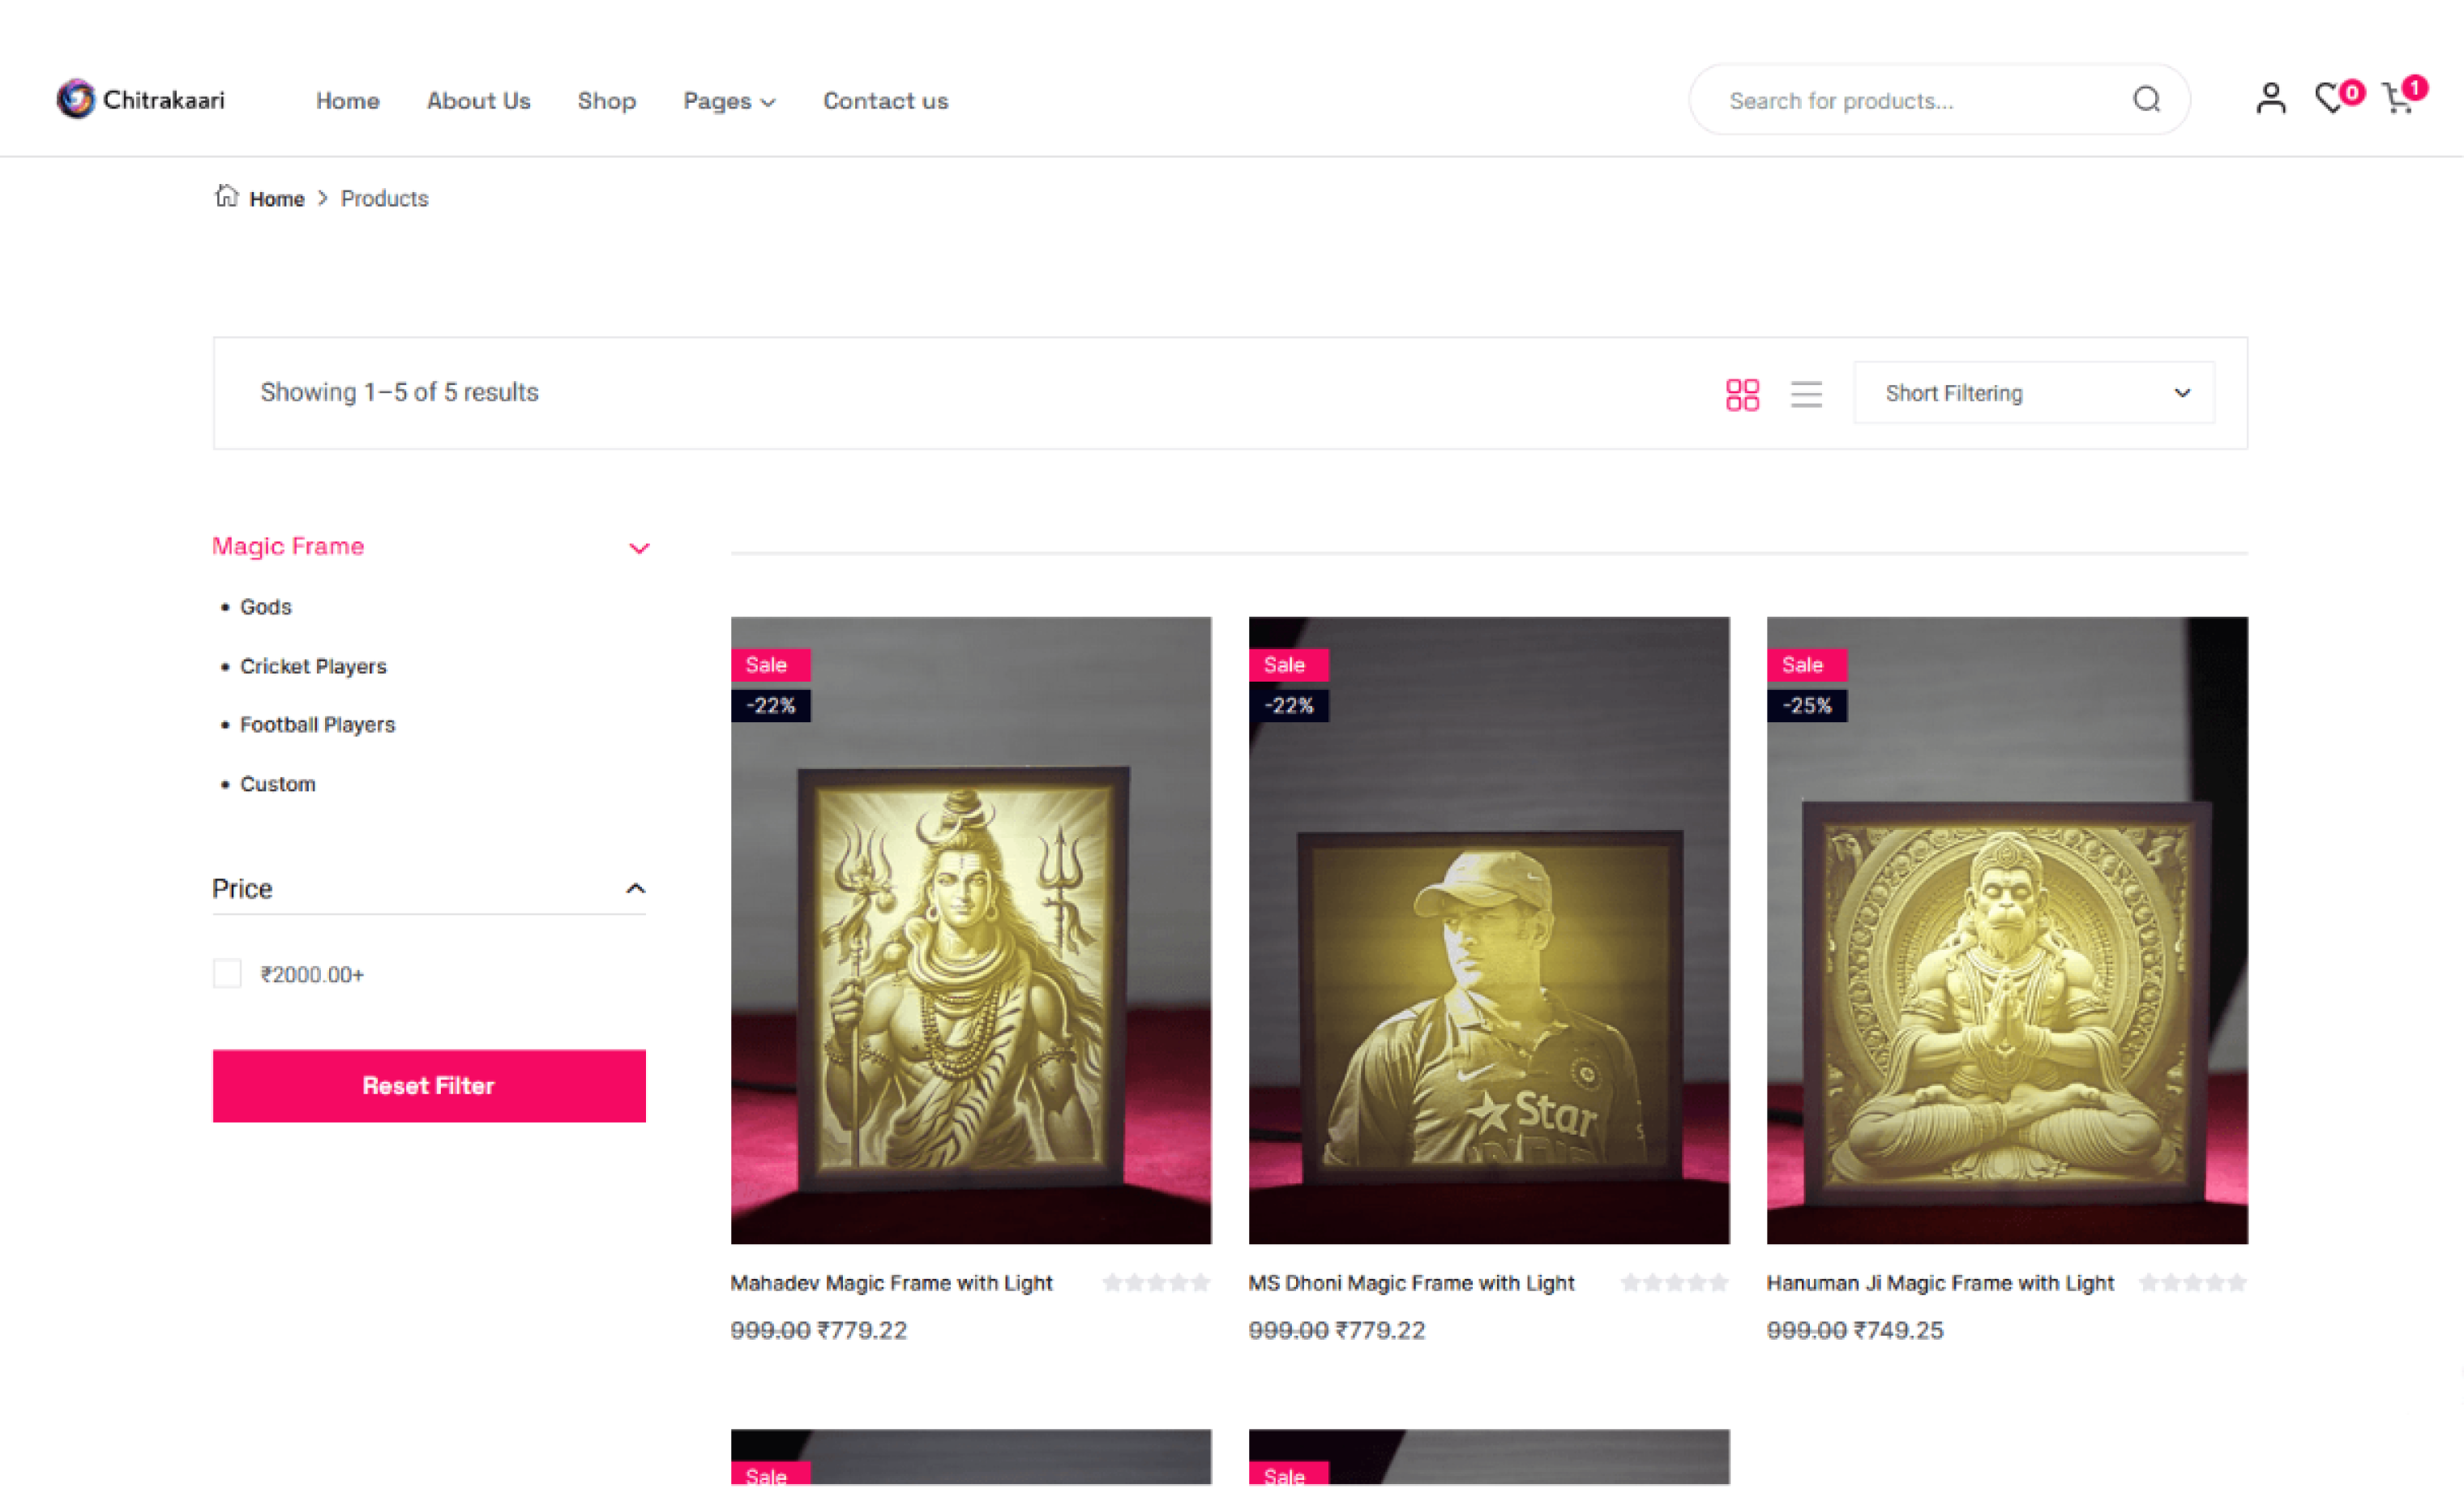 Chitrakaari
Home About Us Shop Pages Contact us
Search for products...
0
1
Home > Products
Showing 1–5 of 5 results
Short Filtering
Magic Frame
• Gods
• Cricket Players
• Football Players
• Custom
Price
₹2000.00+
Reset Filter
Sale
-22%
Star
Mahadev Magic Frame with Light
999.00 ₹779.22
Sale
-22%
MS Dhoni Magic Frame with Light
999.00 ₹779.22
Sale
-25%
Hanuman Ji Magic Frame with Light
999.00 ₹749.25
Sale
Sale